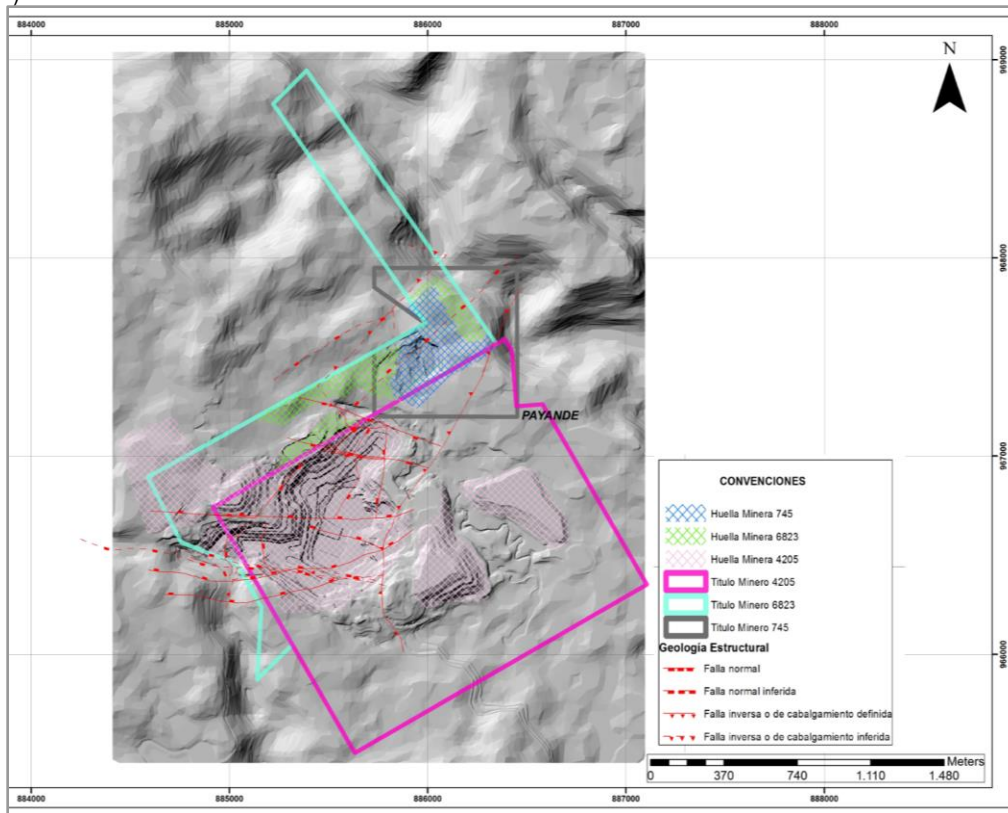 884000 885000 886000 887000 888000
969000
N
968000
PAYANDE
967000
CONVENCIONES
Huella Minera 745
Huella Minera 6823
Huella Minera 4205
Titulo Minero 4205
Titulo Minero 6823
Titulo Minero 745
Geología Estructural
Falla normal
Falla normal inferida
Falla inversa o de cabalgamiento definida
Falla inversa o de cabalgamiento inferida
966000
Meters
0 370 740 1.110 1.480
884000 885000 886000 887000 888000